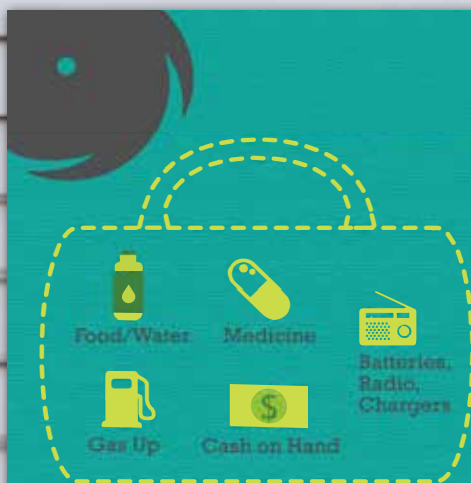 Food/Water
Medicine
Batteries,
Radio,
Chargers
Gas Up
$
Cash on Hand